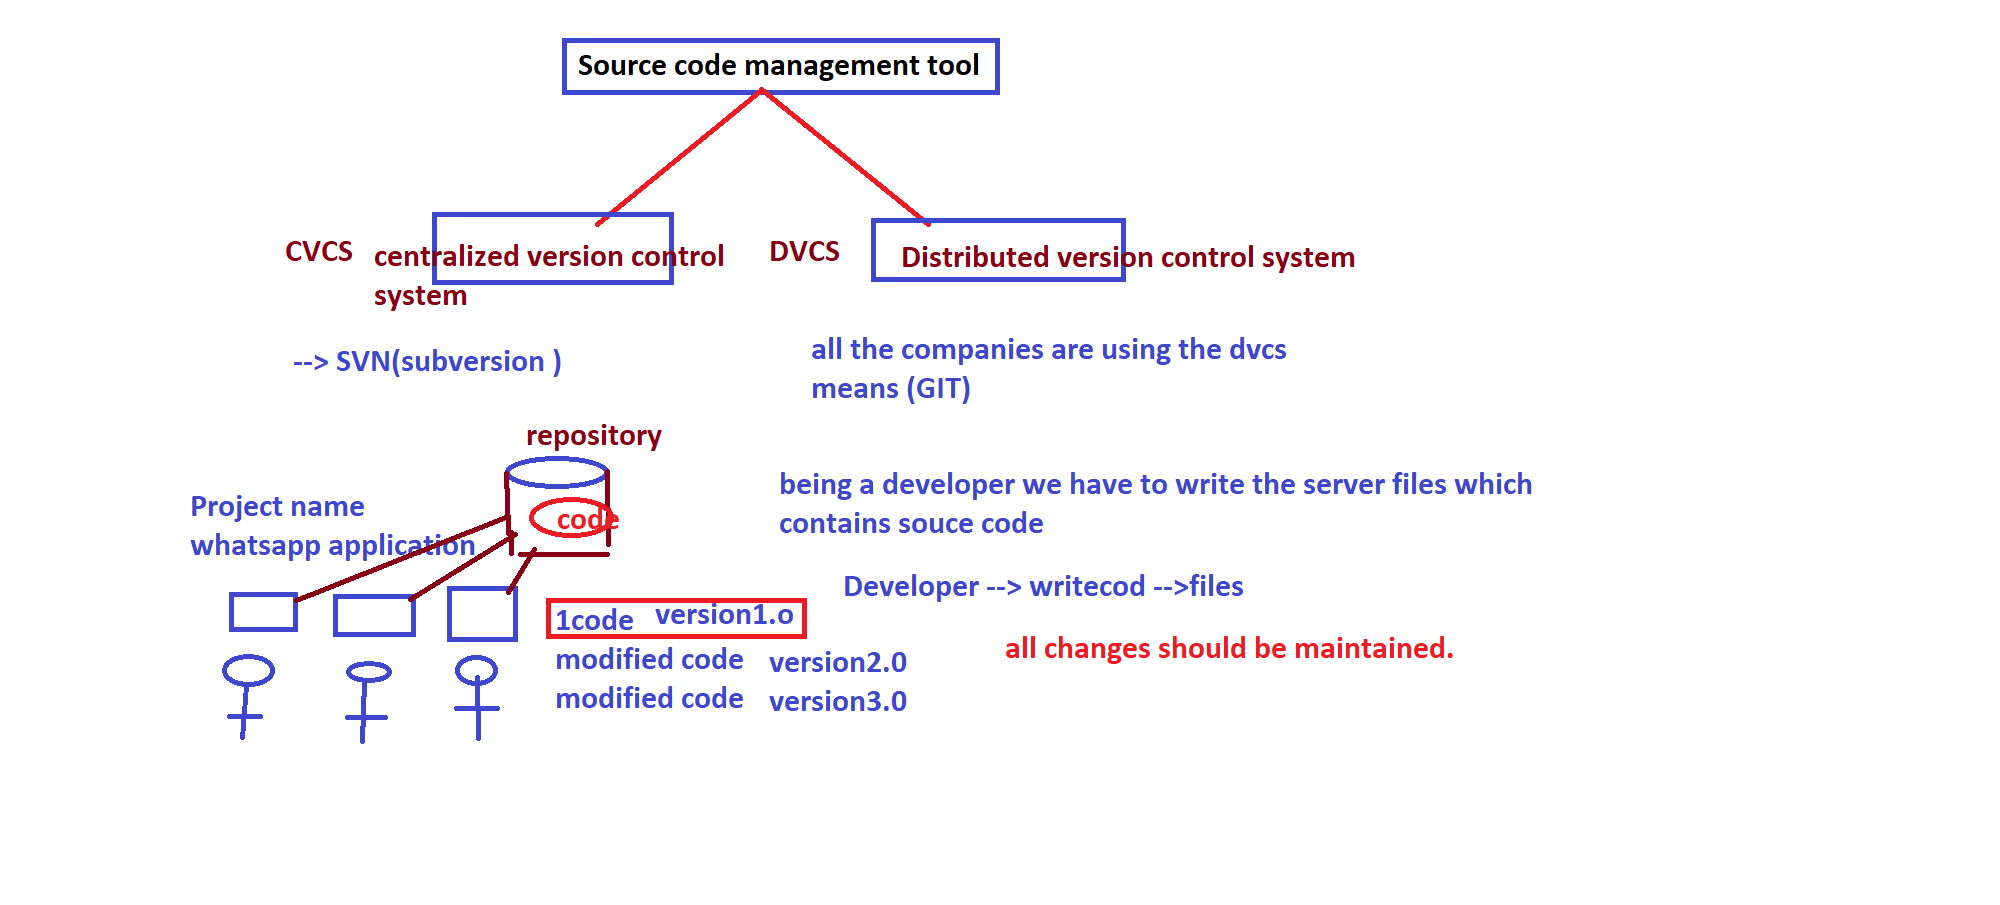 Source code management tool
CVCS
centralized version control
system
DVCS
Distributed version control system
--> SVN(subversion )
all the companies are using the dvcs
means (GIT)
repository
code
Project name
whatsapp application
being a developer we have to write the server files which
contains souce code
Developer --> writecod -->files
1code version1.o
modified code version2.0
modified code version3.0
all changes should be maintained.